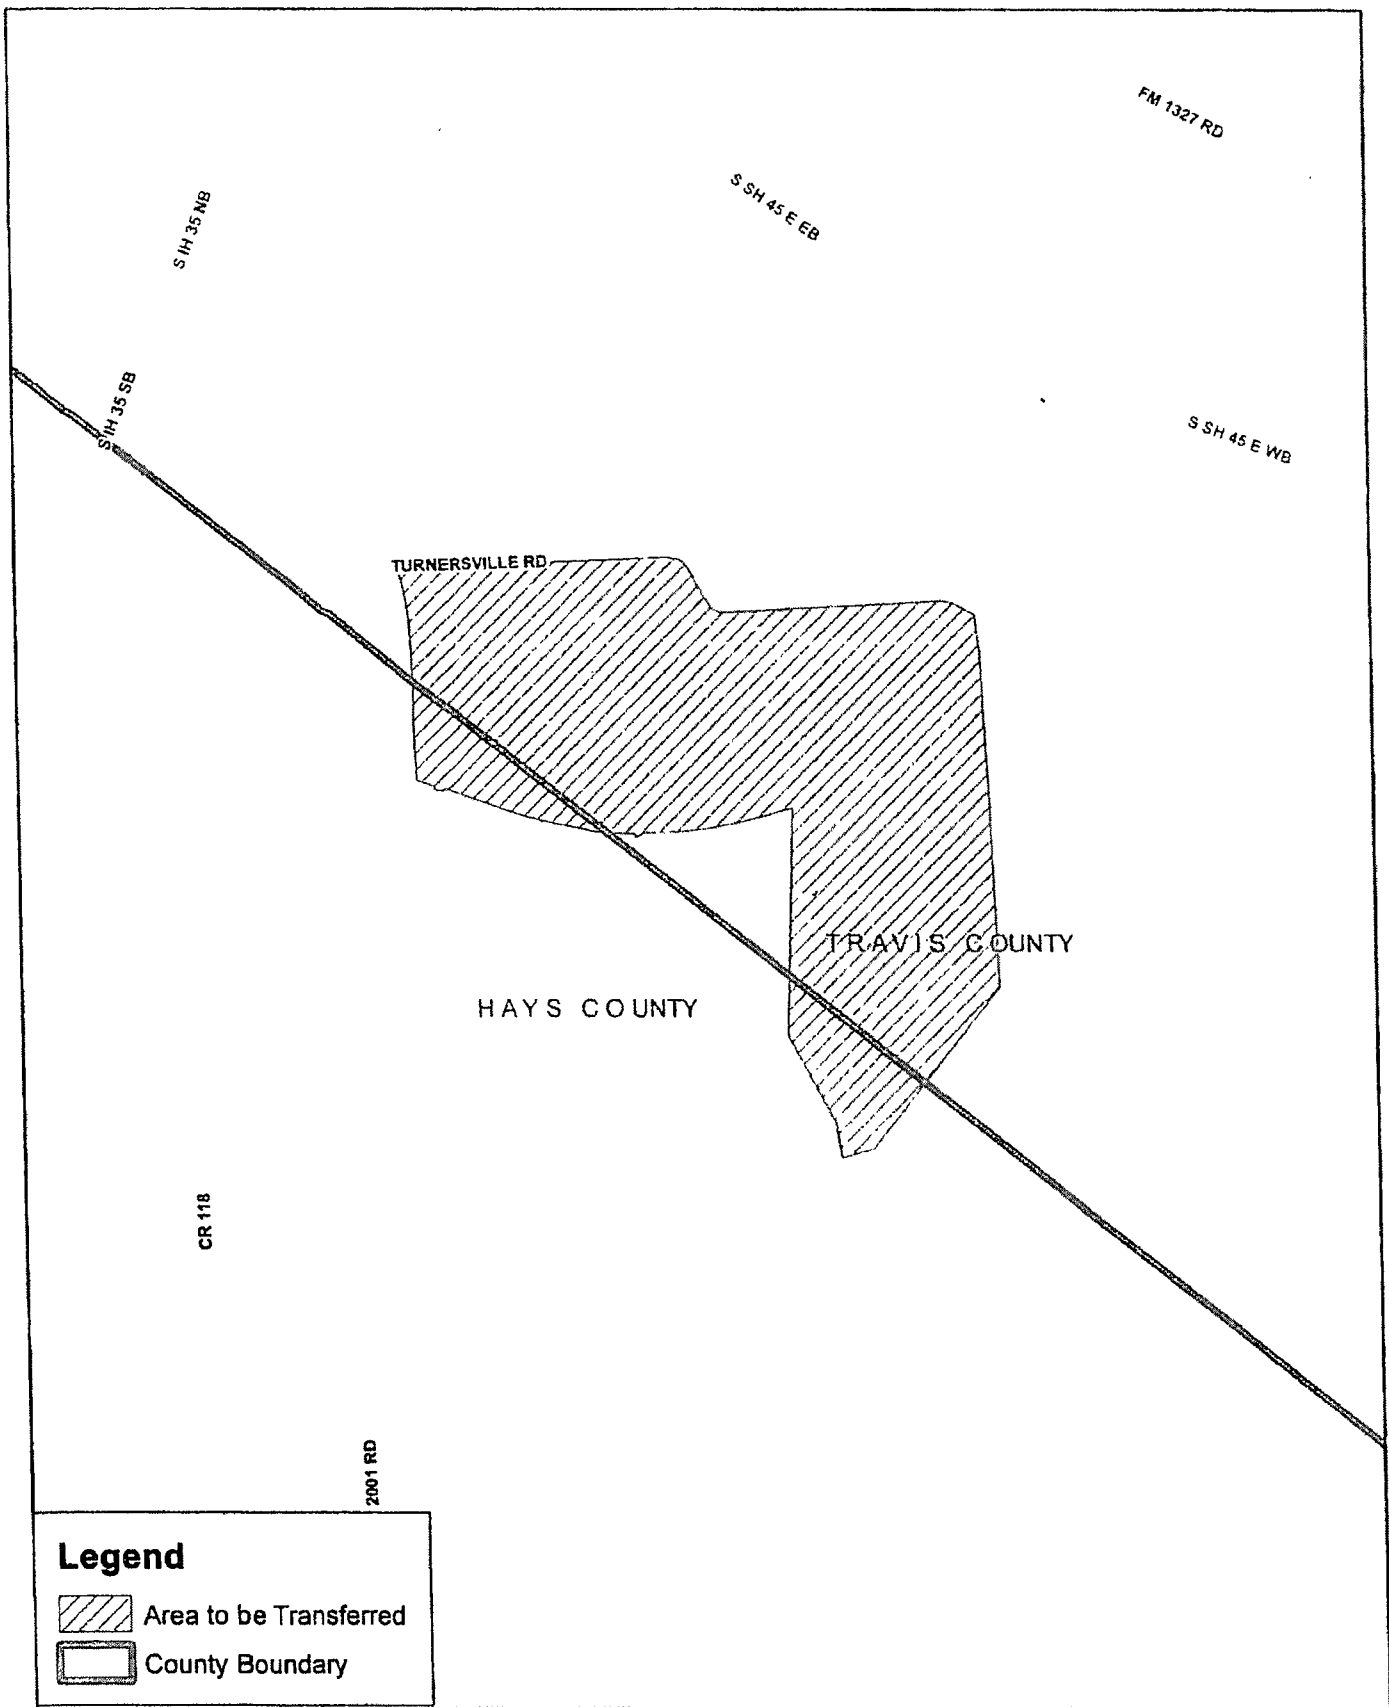 FM 1327 RD
S SH 45 E EB
S IH 35 NB
S IH 35 SB
S SH 45 E WB
TURNERSVILLE RD
TRAVIS COUNTY
HAYS COUNTY
CR 118
2001 RD
Legend
Area to be Transferred
County Boundary